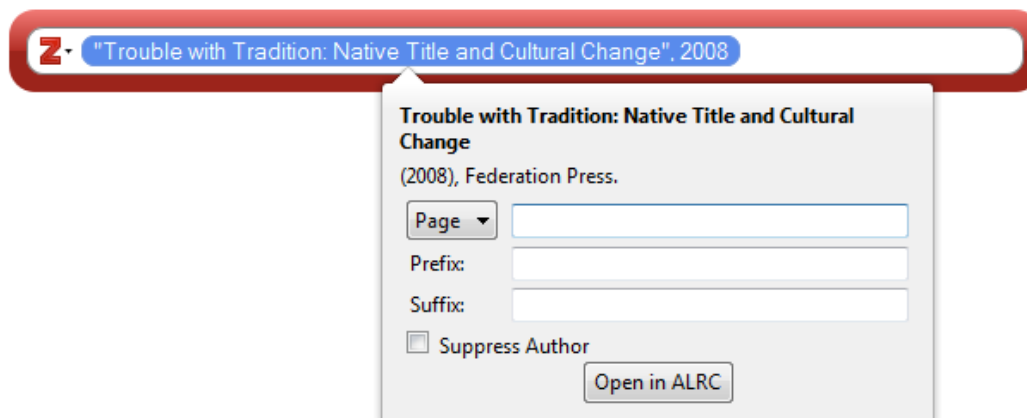 Z "Trouble with Tradition: Native Title and Cultural Change", 2008
Trouble with Tradition: Native Title and Cultural
Change
(2008), Federation Press.
Page
Prefix:
Suffix:
Suppress Author
Open in ALRC